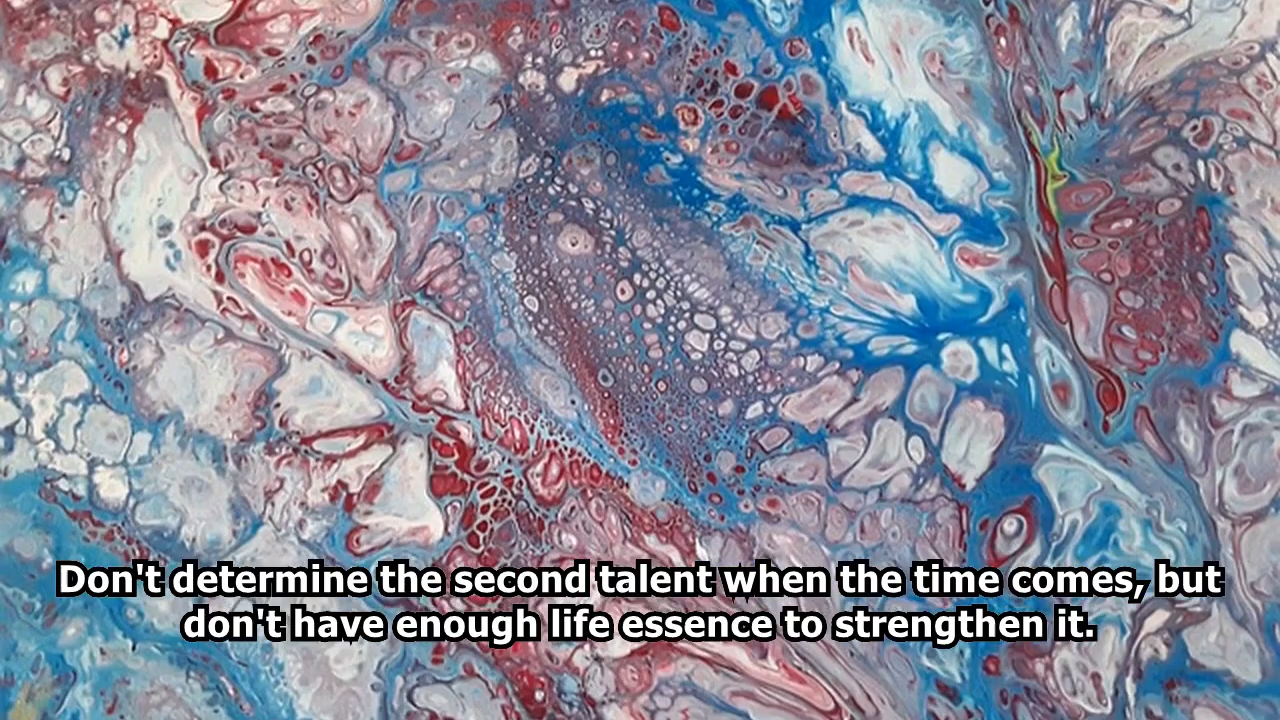 Don't determine the second talent when the time comes, but
don't have enough life essence to strengthen it.